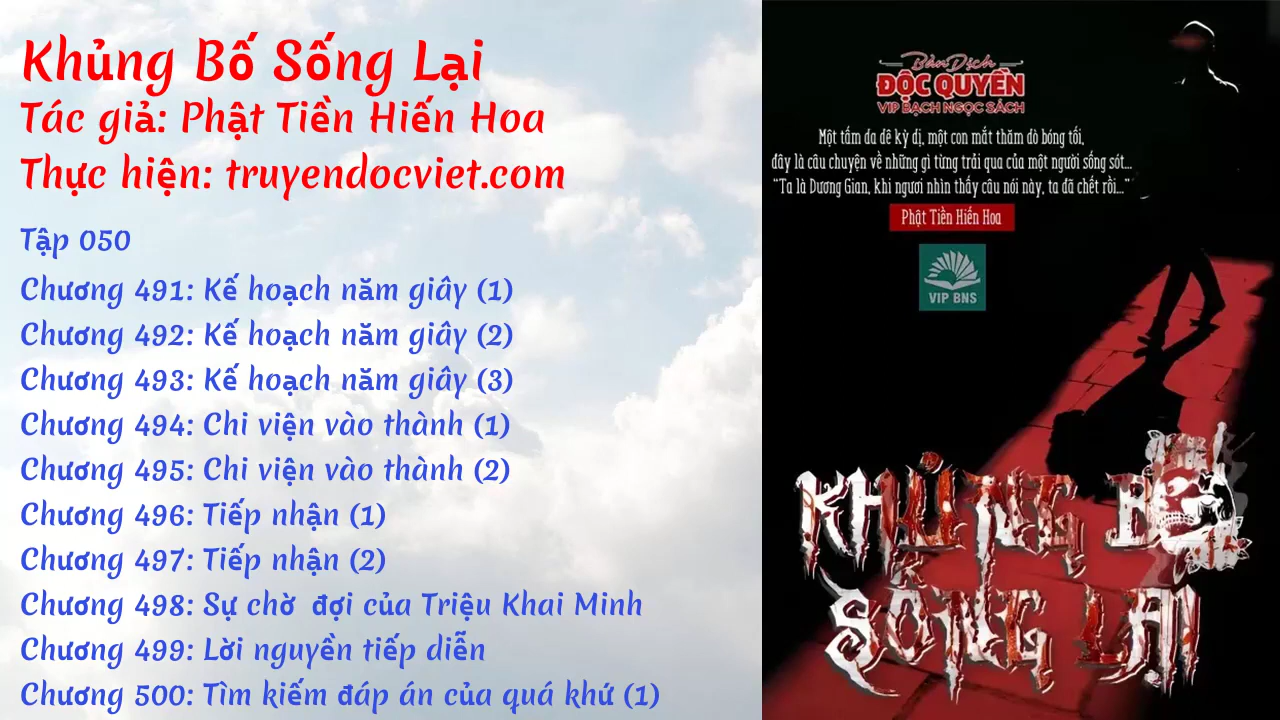 Khủng Bố Sống Lại
Tác giả: Phật Tiền Hiến Hoa
Thực hiện: truyendocviet.com
Tập 050
Chương 491: Kế hoạch năm giây (1)
Chương 492: Kế hoạch năm giây (2)
Chương 493: Kế hoạch năm giây (3)
Chương 494: Chi viện vào thành (1)
Chương 495: Chi viện vào thành (2)
Chương 496: Tiếp nhận (1)
Chương 497: Tiếp nhận (2)
Chương 498: Sự chờ đợi của Triệu Khai Minh
Chương 499: Lời nguyền tiếp diễn
Chương 500: Tìm kiếm đáp án của quá khứ (1)
Bản Dịch
ĐỘC QUYỀN
VIP BẠCH NGỌC SÁCH
Một tấm da dê kỳ dị, một con mắt thăm dò bóng tối,
đây là câu chuyện về những gì từng trải qua của một người sống sót...
"Ta là Dương Gian, khi ngươi nhìn thấy câu nói này, ta đã chết rồi..."
Phật Tiền Hiến Hoa
VIP BNS
KHỦNG BỐ
SỐNG LẠI